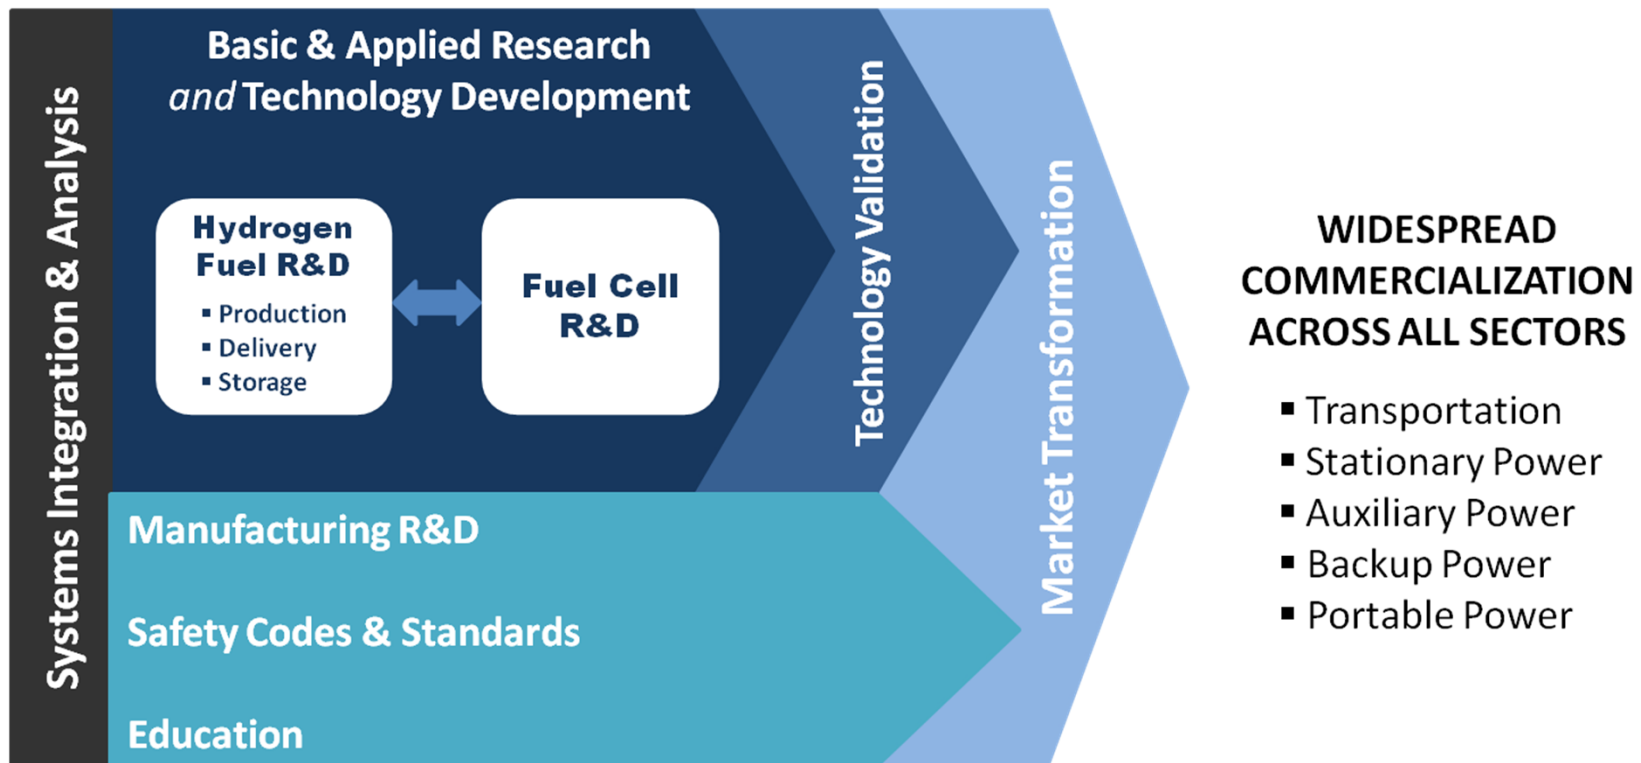 Systems Integration & Analysis
Basic & Applied Research
and Technology Development
Hydrogen
Fuel R&D
▪ Production
▪ Delivery
▪ Storage
Fuel Cell
R&D
Technology Validation
Market Transformation
Manufacturing R&D
Safety Codes & Standards
Education
WIDESPREAD
COMMERCIALIZATION
ACROSS ALL SECTORS
▪ Transportation
▪ Stationary Power
▪ Auxiliary Power
▪ Backup Power
▪ Portable Power